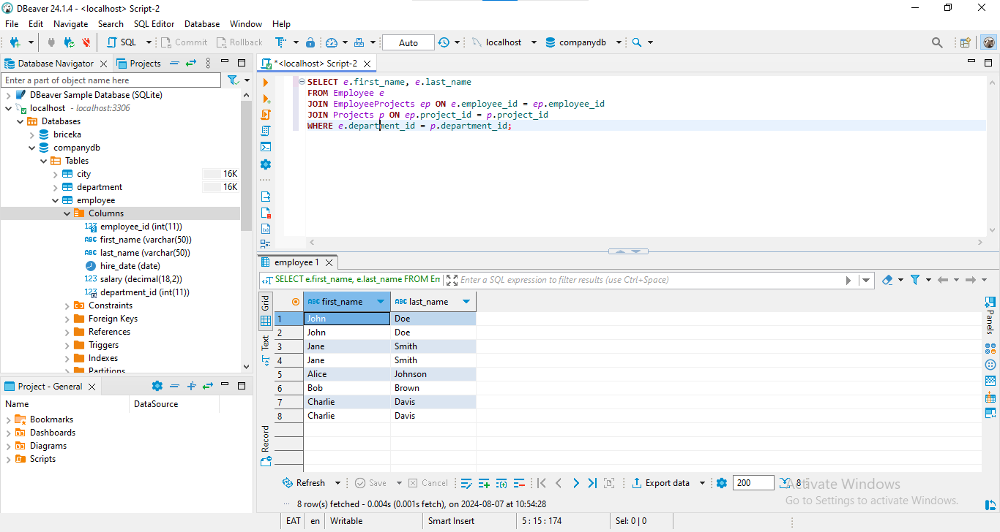 DBeaver 24.1.4 - <localhost> Script-2
File Edit Navigate Search SQL Editor Database Window Help
SQL Commit Rollback Auto localhost companydb
Database Navigator Projects
*<localhost> Script-2
Enter a part of object name here
DBeaver Sample Database (SQLite)
localhost - localhost:3306
Databases
briceka
companydb
Tables
city 16K
department 16K
employee
Columns
employee_id (int(11))
first_name (varchar(50))
last_name (varchar(50))
hire_date (date)
salary (decimal(18,2))
department_id (int(11))
Constraints
Foreign Keys
References
Triggers
Indexes
Partitions
SELECT e.first_name, e.last_name
FROM Employee e
JOIN EmployeeProjects ep ON e.employee_id = ep.employee_id
JOIN Projects p ON ep.project_id = p.project_id
WHERE e.department_id = p.department_id;
Project - General
Name DataSource
Bookmarks
Dashboards
Diagrams
Scripts
employee 1
SELECT e.first_name, e.last_name FROM Em
Enter a SQL expression to filter results (use Ctrl+Space)
Grid
Text
Record
Panels
ABC first_name ABC last_name
1 John Doe
2 John Doe
3 Jane Smith
4 Jane Smith
5 Alice Johnson
6 Bob Brown
7 Charlie Davis
8 Charlie Davis
Refresh Save Cancel Export data 200 8
8 row(s) fetched - 0.004s (0.001s fetch), on 2024-08-07 at 10:54:28
Activate Windows
Go to Settings to activate Windows.
EAT en Writable Smart Insert 5 : 15 : 174 Sel: 0 | 0